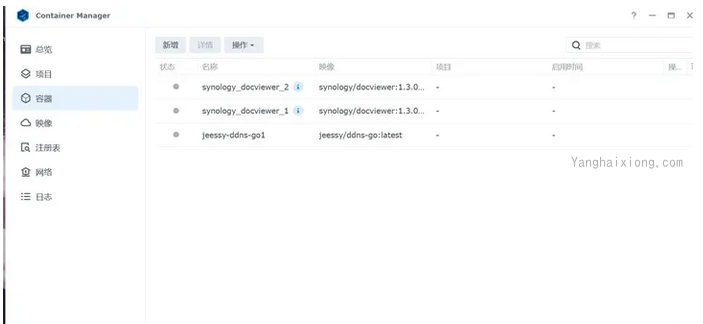 Container Manager
总览
项目
容器
映像
注册表
网络
日志
新增 详情 操作 搜索
状态 名称 映像 项目 启用时间 操...
synology_docviewer_2 synology/docviewer:1.3.0... - -
synology_docviewer_1 synology/docviewer:1.3.0... - -
jeessy-ddns-go1 jeessy/ddns-go:latest - -
Yanghaixiong.com